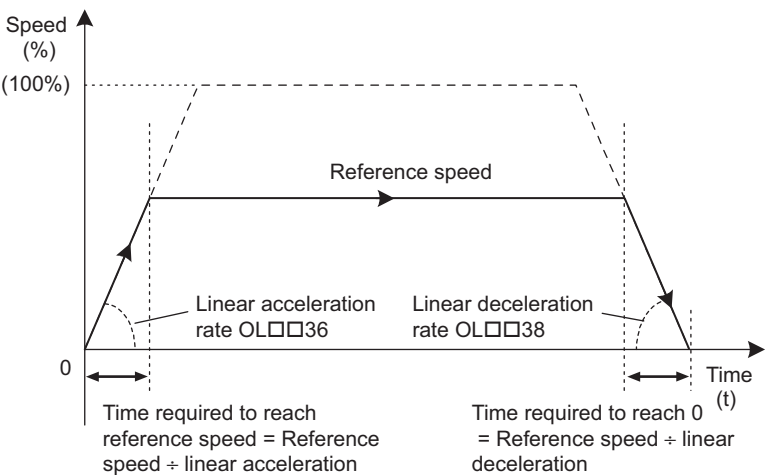 Speed
(%)
(100%)
Reference speed
Linear acceleration
rate OL□□36
Linear deceleration
rate OL□□38
0
Time
(t)
Time required to reach
reference speed = Reference
speed ÷ linear acceleration
Time required to reach 0
= Reference speed ÷ linear
deceleration